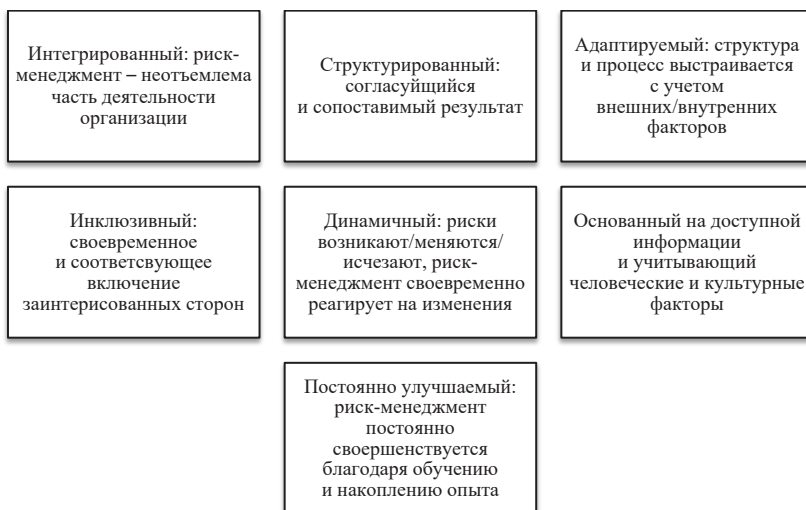 Интегрированный: риск-
менеджмент – неотъемлема
часть деятельности
организации
Структурированный:
согласуйщийся
и сопоставимый результат
Адаптируемый: структура
и процесс выстраивается
с учетом
внешних/внутренних
факторов
Инклюзивный:
своевременное
и соответсвующее
включение
заинтерисованных сторон
Динамичный: риски
возникают/меняются/
исчезают, риск-
менеджмент своевременно
реагирует на изменения
Основанный на доступной
информации
и учитывающий
человеческие и культурные
факторы
Постоянно улучшаемый:
риск-менеджмент
постоянно
своершенствуется
благодаря обучению
и накоплению опыта